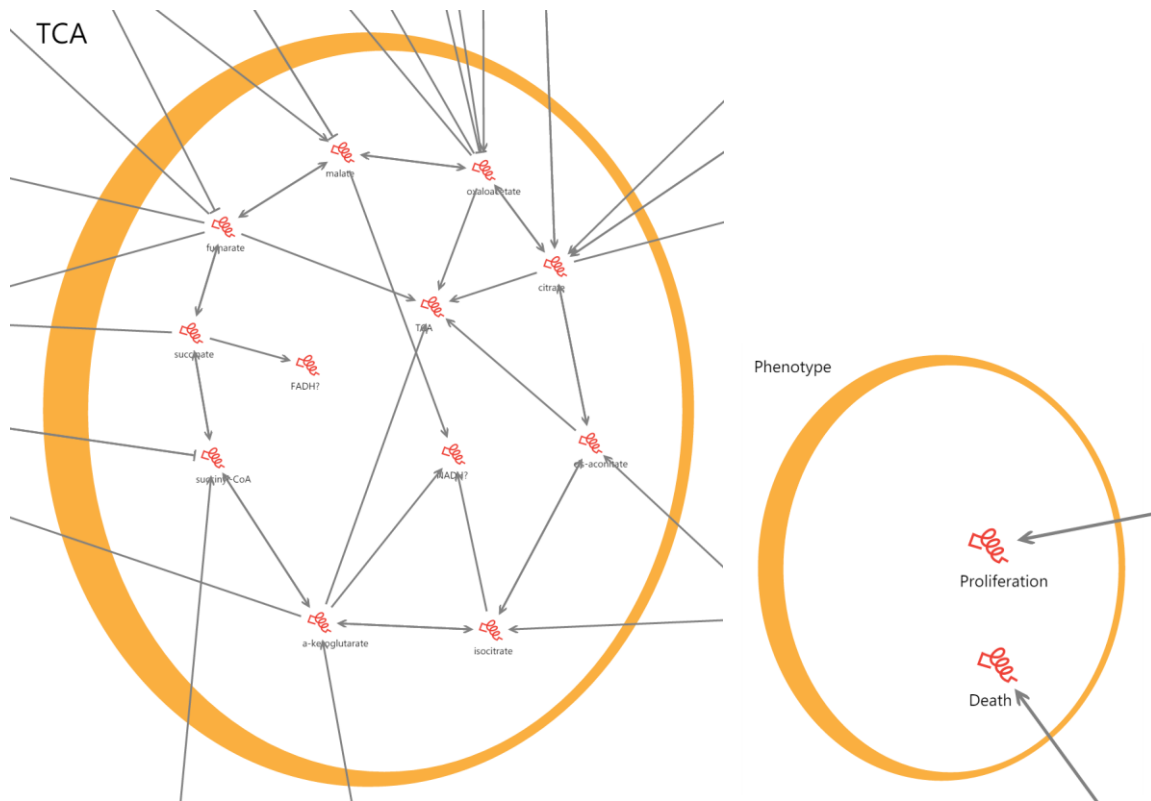 TCA
malate
oxaloacetate
fumarate
citrate
TCA
succinate
FADH?
NADH?
cis-aconitate
succinyl-CoA
a-ketoglutarate
isocitrate
Phenotype
Proliferation
Death